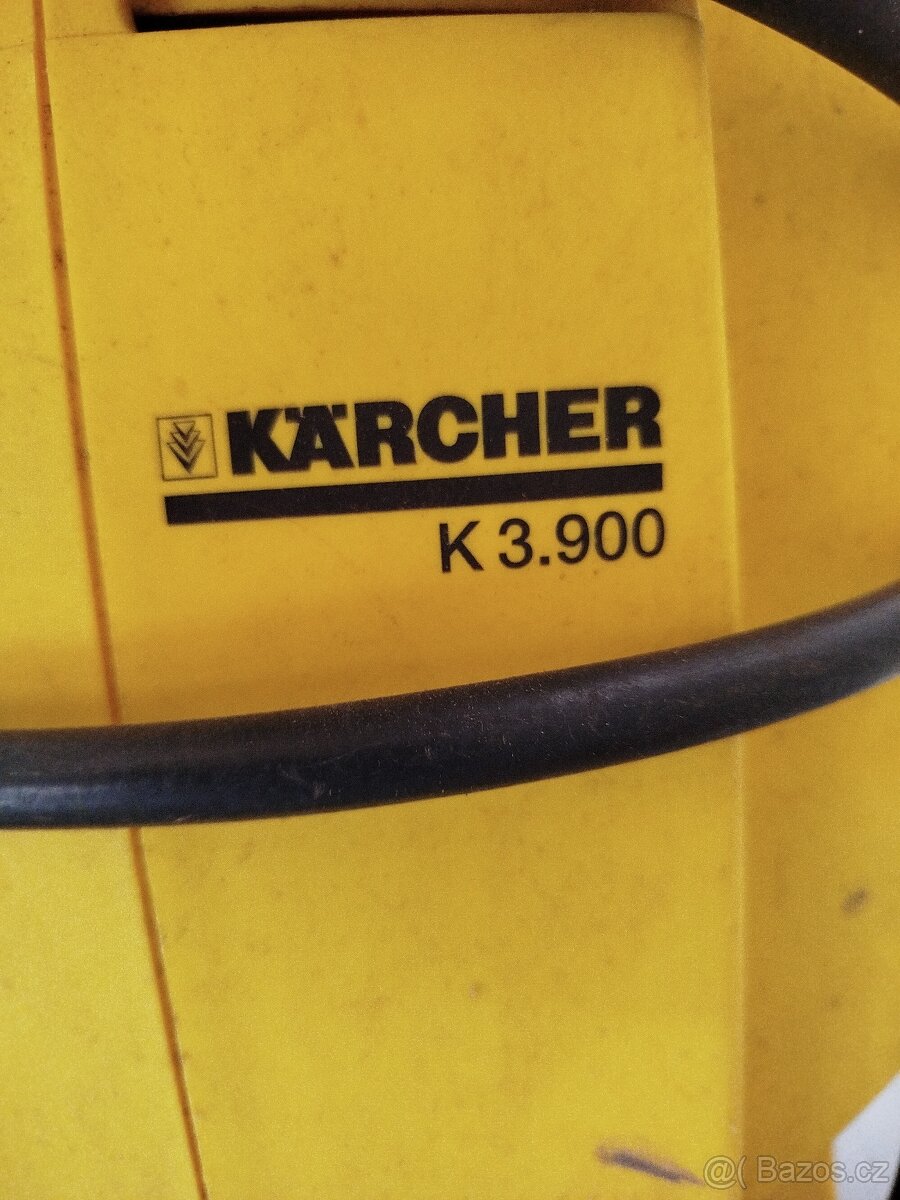 KÄRCHER
K 3.900
@( Bazos.cz